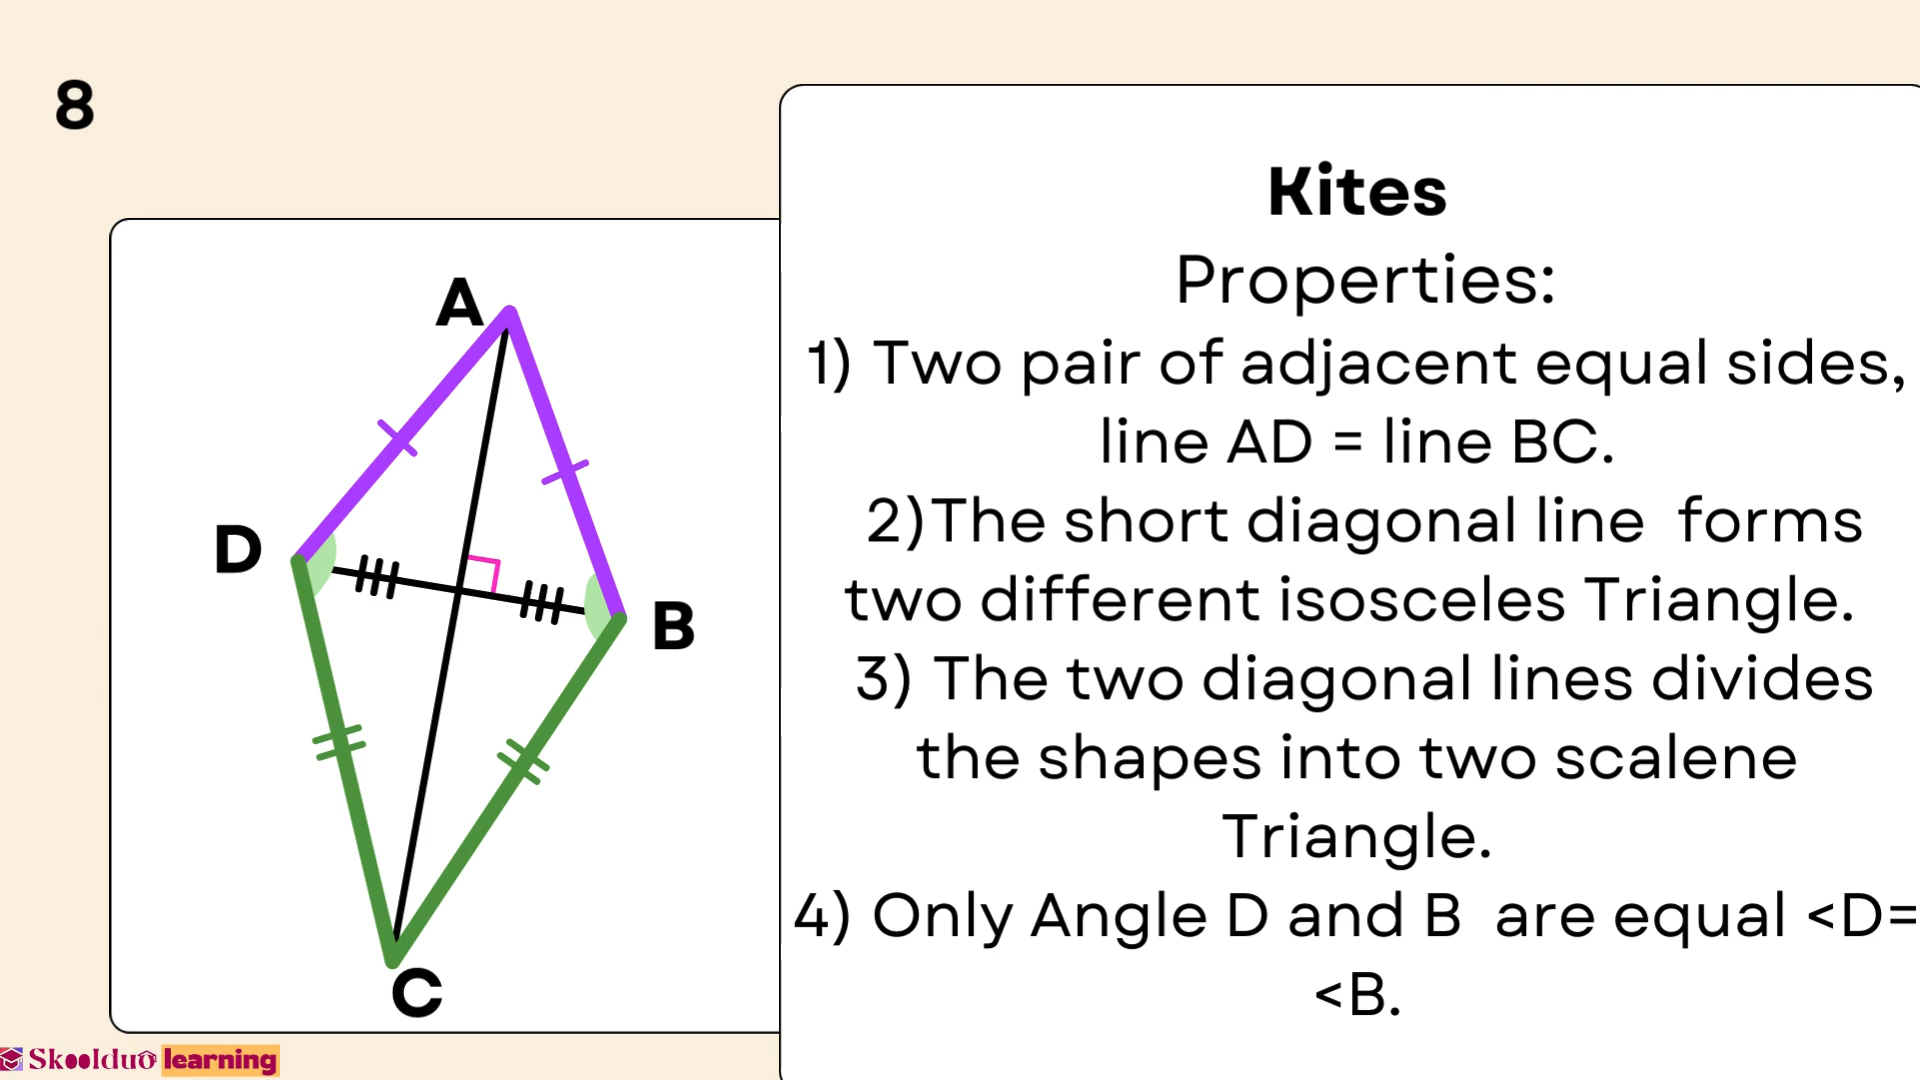 8
Kites
Properties:
1) Two pair of adjacent equal sides,
line AD = line BC.
2)The short diagonal line forms
two different isosceles Triangle.
3) The two diagonal lines divides
the shapes into two scalene
Triangle.
4) Only Angle D and B are equal <D=
<B.
A
D
B
C
Skoolduo learning